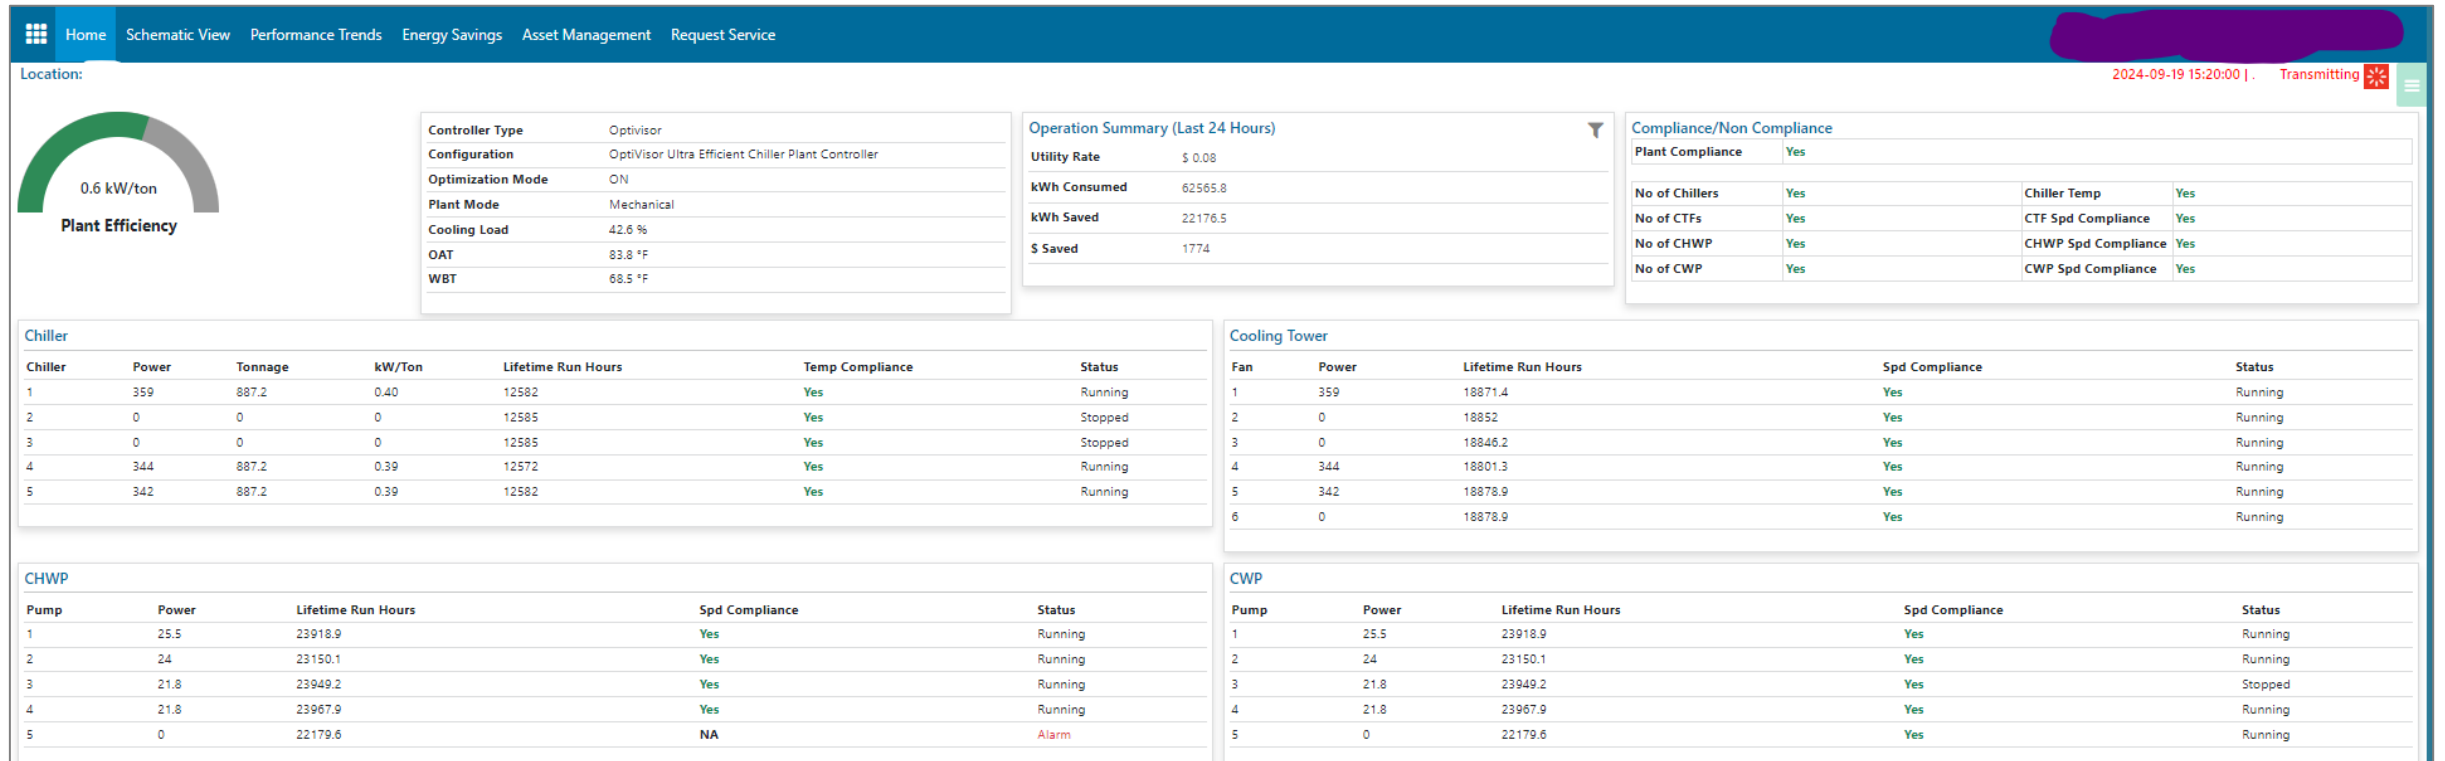 Home Schematic View Performance Trends Energy Savings Asset Management Request Service
Location:
2024-09-19 15:20:00 | . Transmitting
0.6 kW/ton
Plant Efficiency
Controller Type Optivisor
Configuration OptiVisor Ultra Efficient Chiller Plant Controller
Optimization Mode ON
Plant Mode Mechanical
Cooling Load 42.6 %
OAT 83.8 °F
WBT 68.5 °F
Operation Summary (Last 24 Hours)
Utility Rate $ 0.08
kWh Consumed 62565.8
kWh Saved 22176.5
$ Saved 1774
Compliance/Non Compliance
Plant Compliance Yes
No of Chillers Yes Chiller Temp Yes
No of CTFs Yes CTF Spd Compliance Yes
No of CHWP Yes CHWP Spd Compliance Yes
No of CWP Yes CWP Spd Compliance Yes
Chiller
Chiller Power Tonnage kW/Ton Lifetime Run Hours Temp Compliance Status
1 359 887.2 0.40 12582 Yes Running
2 0 0 0 12585 Yes Stopped
3 0 0 0 12585 Yes Stopped
4 344 887.2 0.39 12572 Yes Running
5 342 887.2 0.39 12582 Yes Running
Cooling Tower
Fan Power Lifetime Run Hours Spd Compliance Status
1 359 18871.4 Yes Running
2 0 18852 Yes Running
3 0 18846.2 Yes Running
4 344 18801.3 Yes Running
5 342 18878.9 Yes Running
6 0 18878.9 Yes Running
CHWP
Pump Power Lifetime Run Hours Spd Compliance Status
1 25.5 23918.9 Yes Running
2 24 23150.1 Yes Running
3 21.8 23949.2 Yes Running
4 21.8 23967.9 Yes Running
5 0 22179.6 NA Alarm
CWP
Pump Power Lifetime Run Hours Spd Compliance Status
1 25.5 23918.9 Yes Running
2 24 23150.1 Yes Running
3 21.8 23949.2 Yes Stopped
4 21.8 23967.9 Yes Running
5 0 22179.6 Yes Running